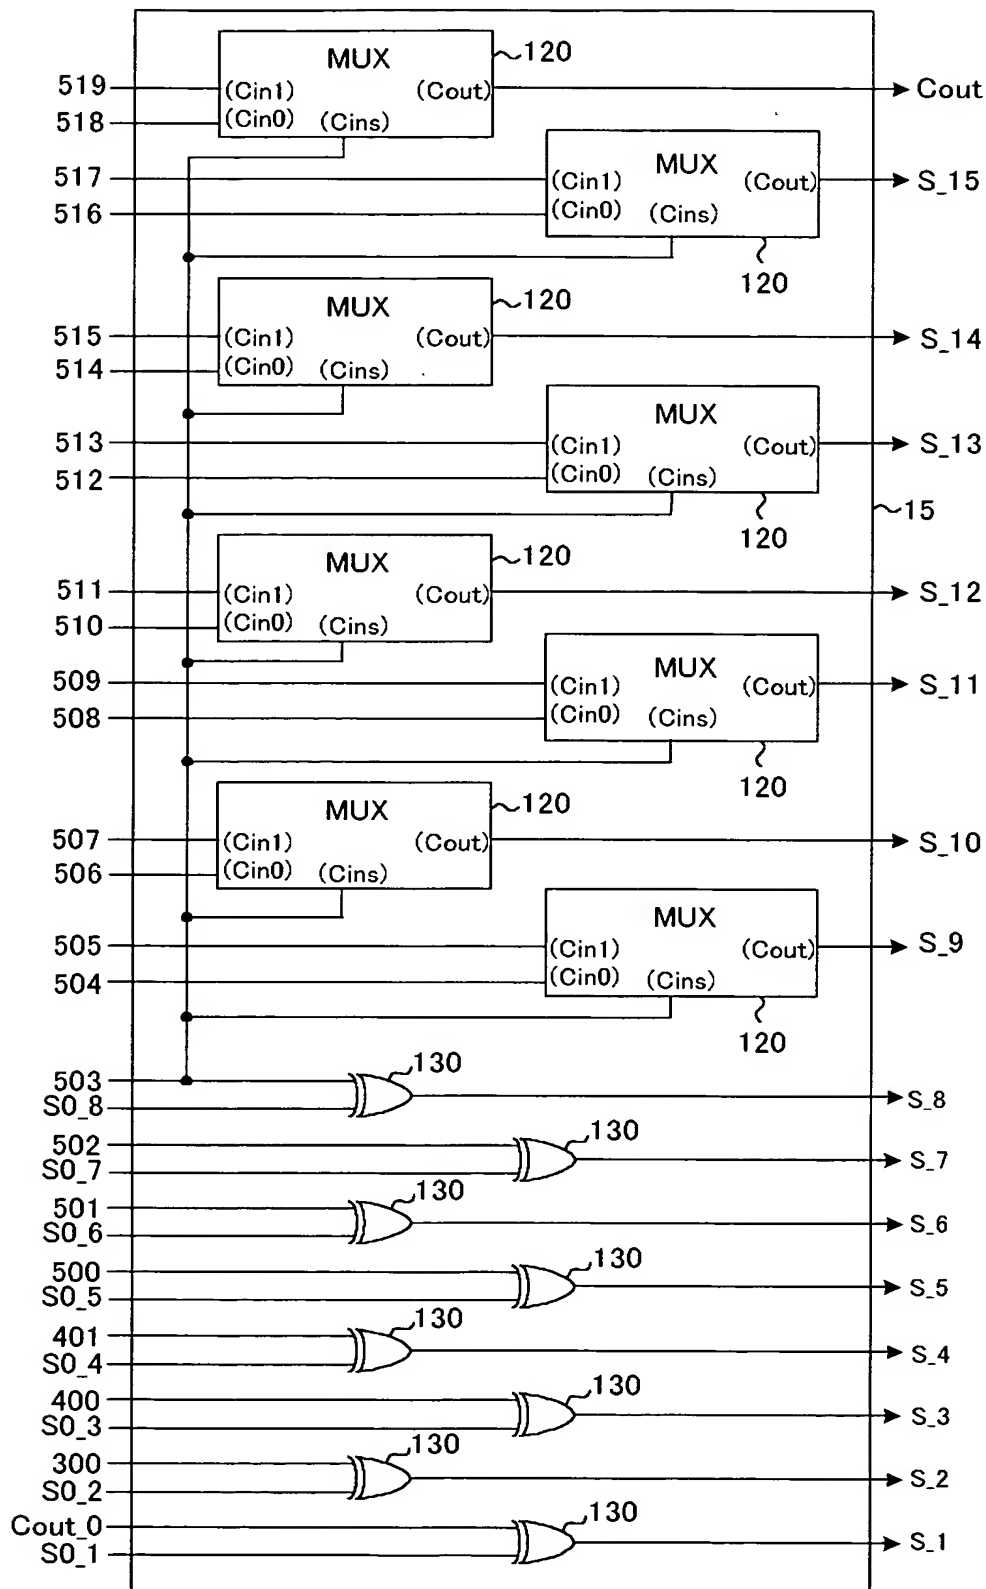 MUX 120
519 (Cin1) (Cout) Cout
518 (Cin0) (Cins)
MUX
517 (Cin1) (Cout) S_15
516 (Cin0) (Cins)
120
MUX 120
515 (Cin1) (Cout) S_14
514 (Cin0) (Cins)
MUX
513 (Cin1) (Cout) S_13
512 (Cin0) (Cins)
15
120
MUX 120
511 (Cin1) (Cout) S_12
510 (Cin0) (Cins)
MUX
509 (Cin1) (Cout) S_11
508 (Cin0) (Cins)
120
MUX 120
507 (Cin1) (Cout) S_10
506 (Cin0) (Cins)
MUX
505 (Cin1) (Cout) S_9
504 (Cin0) (Cins)
120
130
503
S0_8 S_8
130
502
S0_7 S_7
130
501
S0_6 S_6
130
500
S0_5 S_5
130
401
S0_4 S_4
130
400
S0_3 S_3
130
300
S0_2 S_2
130
Cout_0
S0_1 S_1